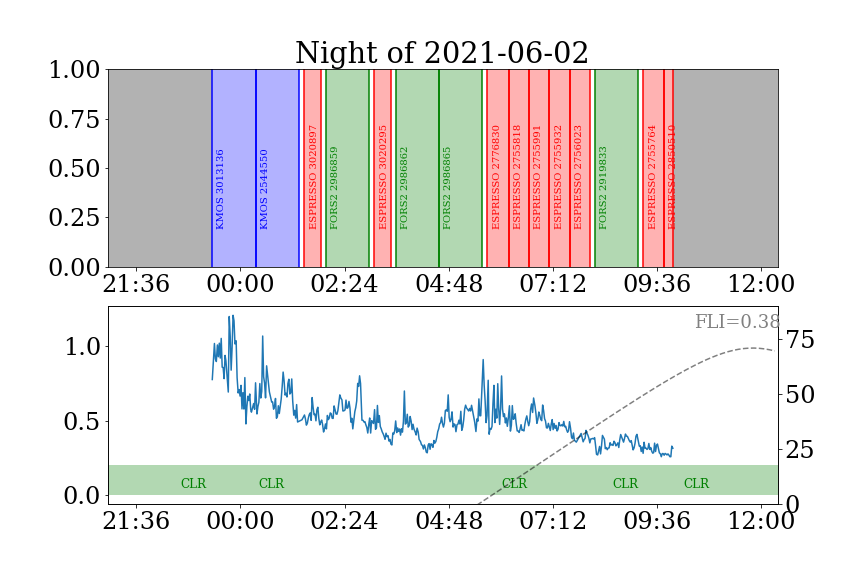 Night of 2021-06-02
1.00
0.75
0.50
0.25
0.00
KMOS 3013136
KMOS 2544550
ESPRESSO 3020897
FORS2 2986859
ESPRESSO 3020295
FORS2 2986862
FORS2 2986865
ESPRESSO 2776830
ESPRESSO 2755818
ESPRESSO 2755991
ESPRESSO 2755932
ESPRESSO 2756023
FORS2 2919833
ESPRESSO 2755764
ESPRESSO 2850510
21:36 00:00 02:24 04:48 07:12 09:36 12:00
FLI=0.38
1.0
0.5
0.0
75
50
25
0
CLR CLR CLR CLR CLR
21:36 00:00 02:24 04:48 07:12 09:36 12:00